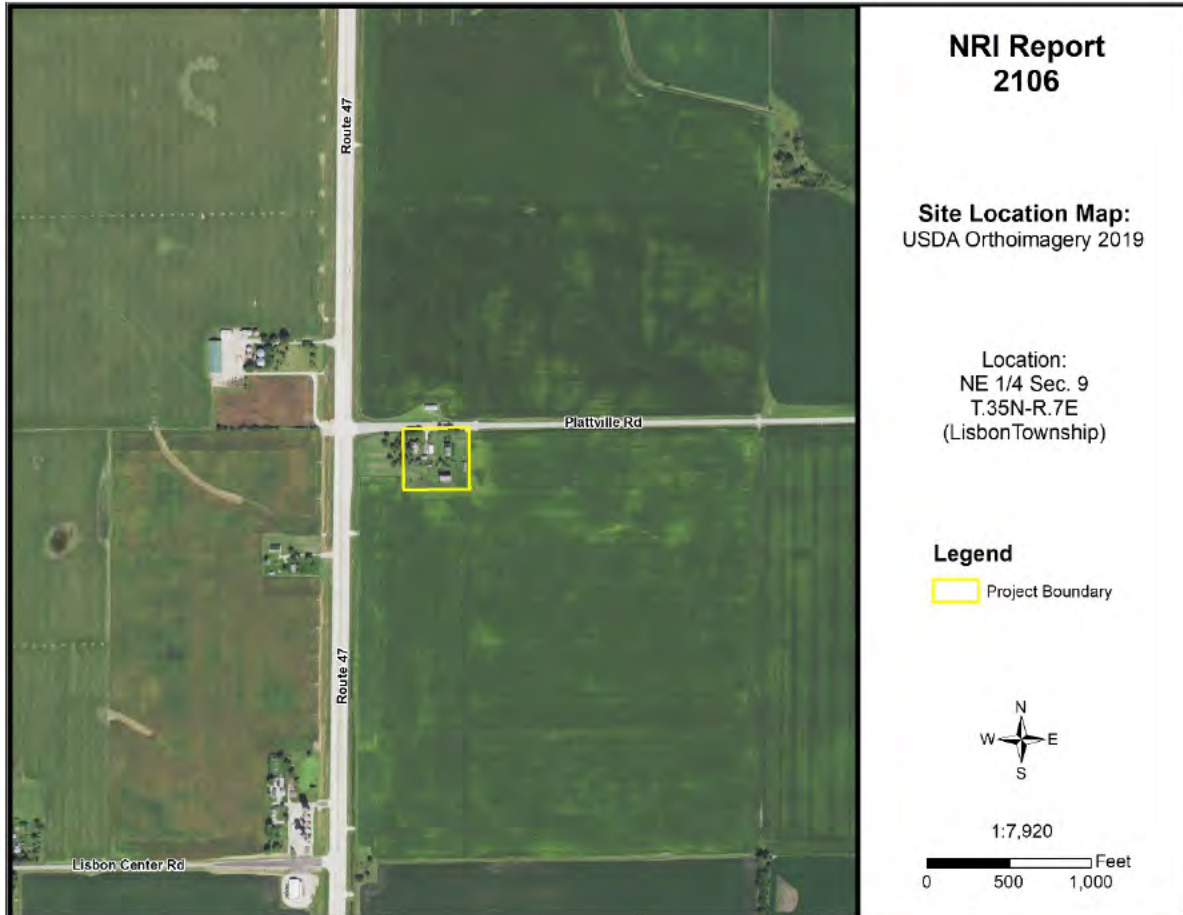 Route 47
Plattville Rd
Route 47
Lisbon Center Rd
NRI Report
2106
Site Location Map:
USDA Orthoimagery 2019
Location:
NE 1/4 Sec. 9
T.35N-R.7E
(LisbonTownship)
Legend
Project Boundary
N
W E
S
1:7,920
Feet
0 500 1,000